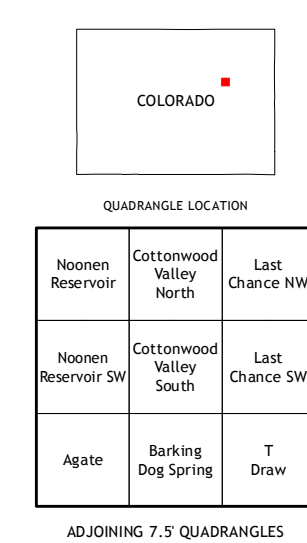 COLORADO
QUADRANGLE LOCATION
Noonen
Reservoir
Cottonwood
Valley
North
Last
Chance NW
Noonen
Reservoir SW
Cottonwood
Valley
South
Last
Chance SW
Agate
Barking
Dog Spring
T
Draw
ADJOINING 7.5' QUADRANGLES